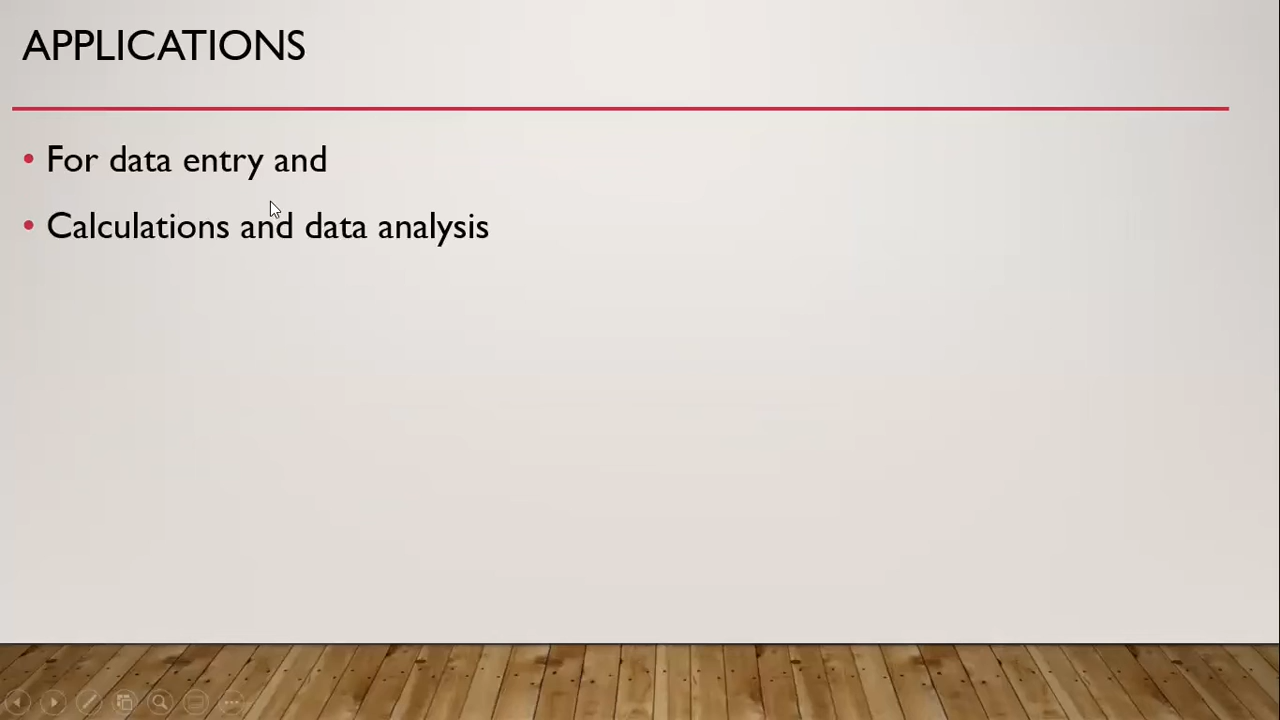 APPLICATIONS
• For data entry and
• Calculations and data analysis